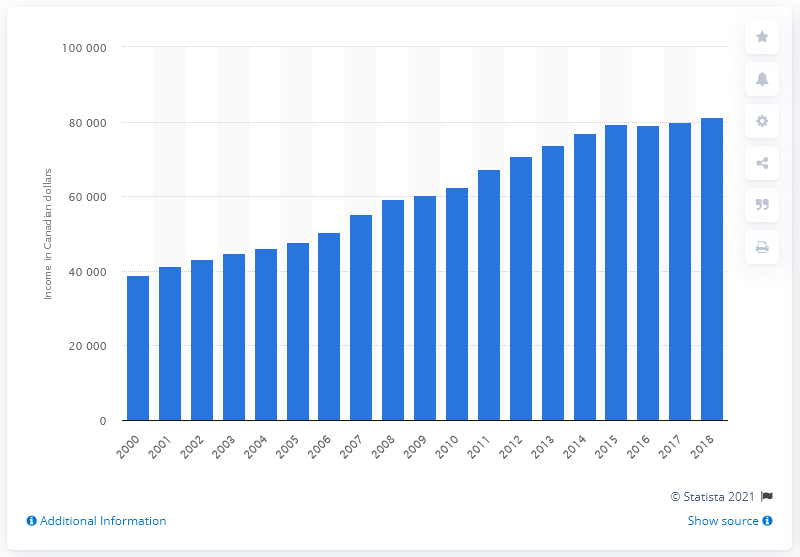 100 000
80 000
60 000
40 000
20 000
0
Income in Canadian dollars
2000 2001 2002 2003 2004 2005 2006 2007 2008 2009 2010 2011 2012 2013 2014 2015 2016 2017 2018
© Statista 2021
Additional Information
Show source